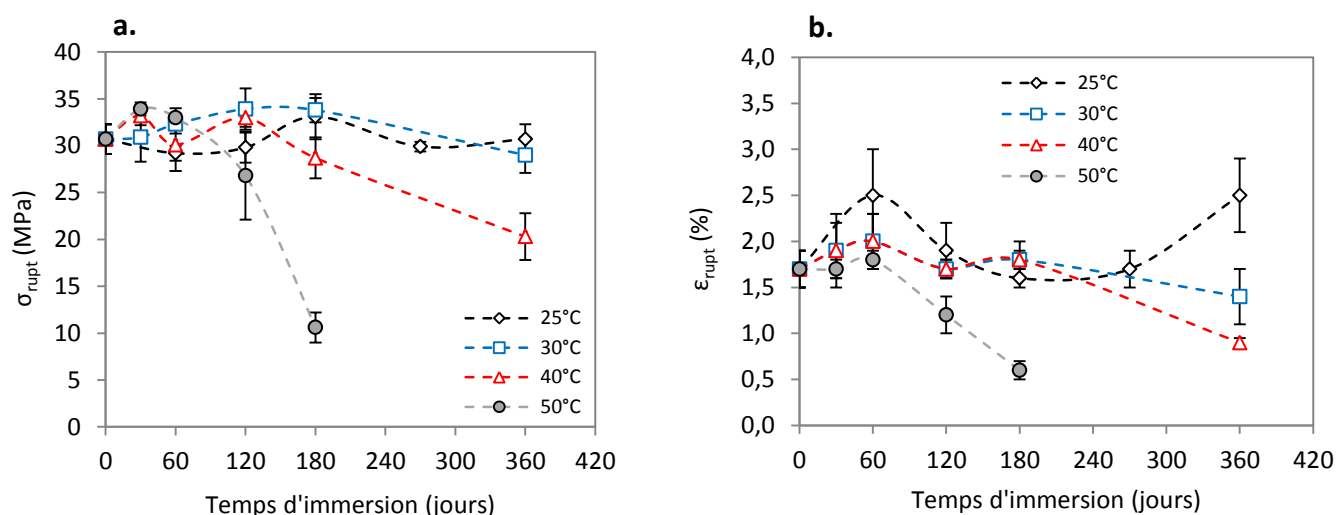 a.
σrupt (MPa)
40
35
30
25
20
15
10
5
0
0 60 120 180 240 300 360 420
Temps d'immersion (jours)
25°C
30°C
40°C
50°C
b.
εrupt (%)
4,0
3,5
3,0
2,5
2,0
1,5
1,0
0,5
0,0
0 60 120 180 240 300 360 420
Temps d'immersion (jours)
25°C
30°C
40°C
50°C